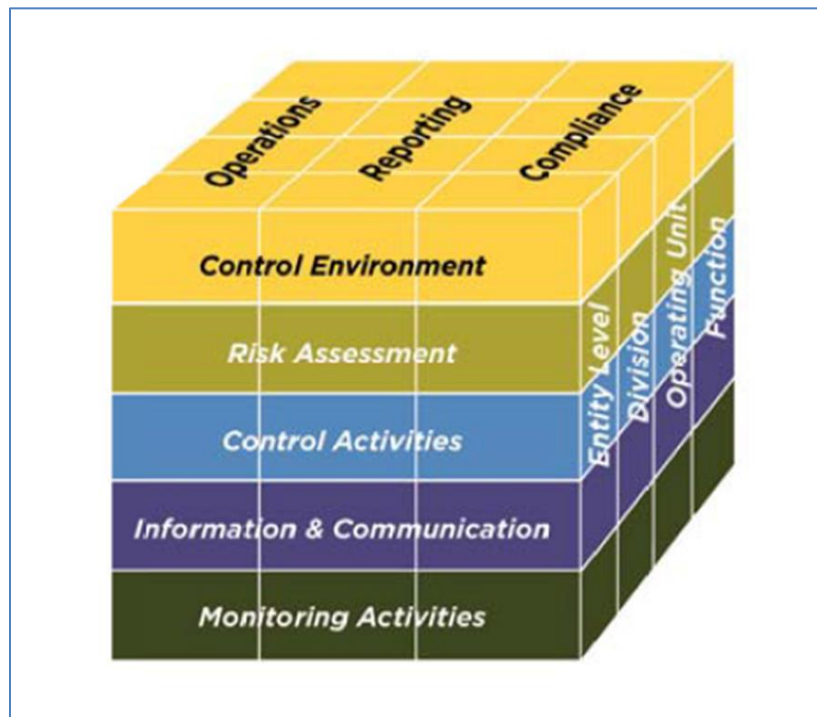 Operations
Reporting
Compliance
Control Environment
Risk Assessment
Control Activities
Information & Communication
Monitoring Activities
Entity Level
Division
Operating Unit
Function